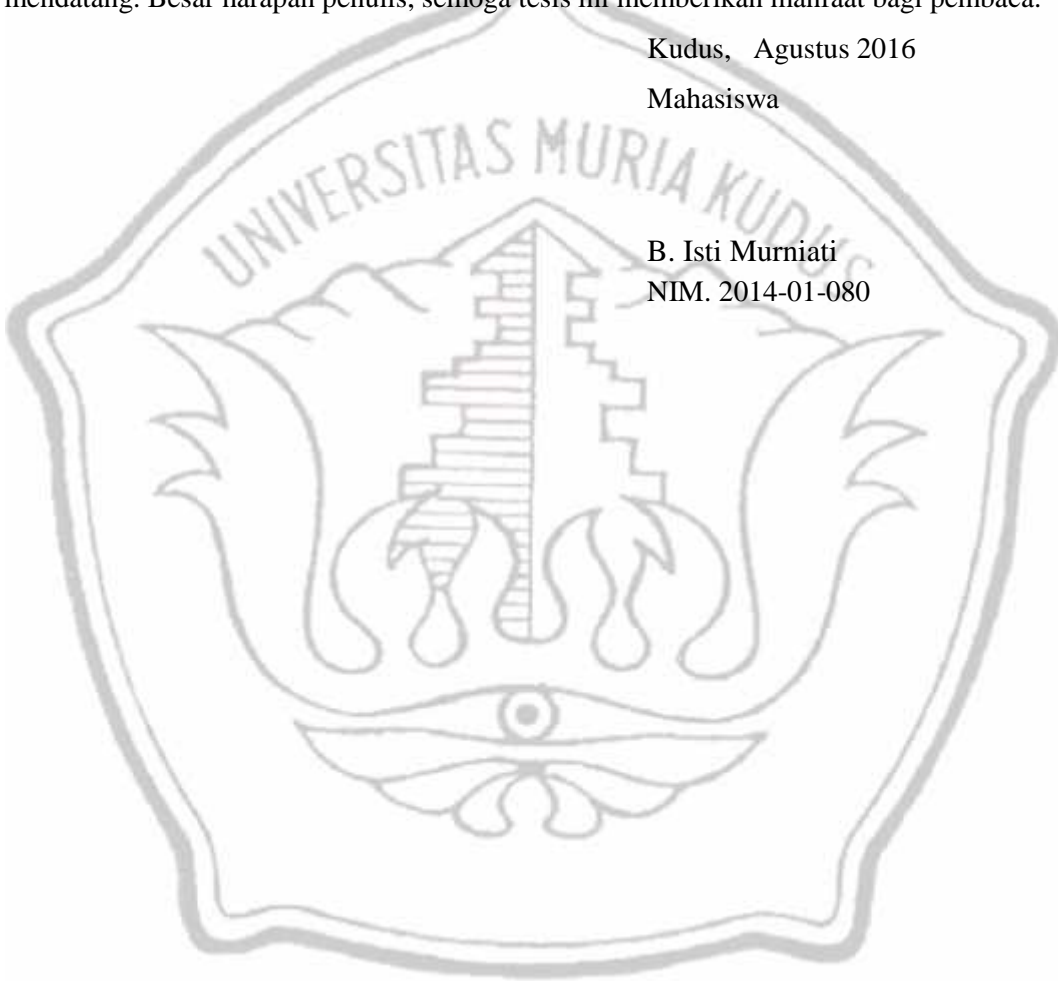 mendatang. Besar harapan penulis, semoga tesis ini memberikan manfaat bagi pembaca.
Kudus, Agustus 2016
Mahasiswa
UNIVERSITAS MURIA KUDUS
B. Isti Murniati
NIM. 2014-01-080